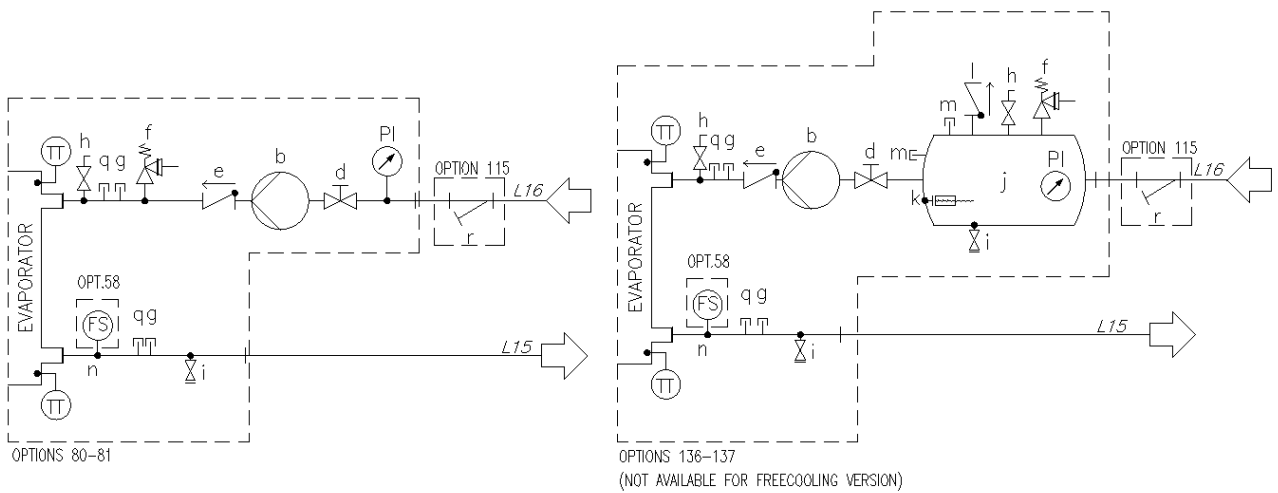 TT
h
q g
f
e
b
d
PI
OPTION 115
L16
r
EVAPORATOR
OPT.58
FS
n
q g
i
L15
TT
OPTIONS 80-81
TT
h
q g
e
b
d
m
l
h
f
m
k
j
PI
i
OPTION 115
L16
r
EVAPORATOR
OPT.58
FS
n
q g
i
L15
TT
OPTIONS 136-137
(NOT AVAILABLE FOR FREECOOLING VERSION)